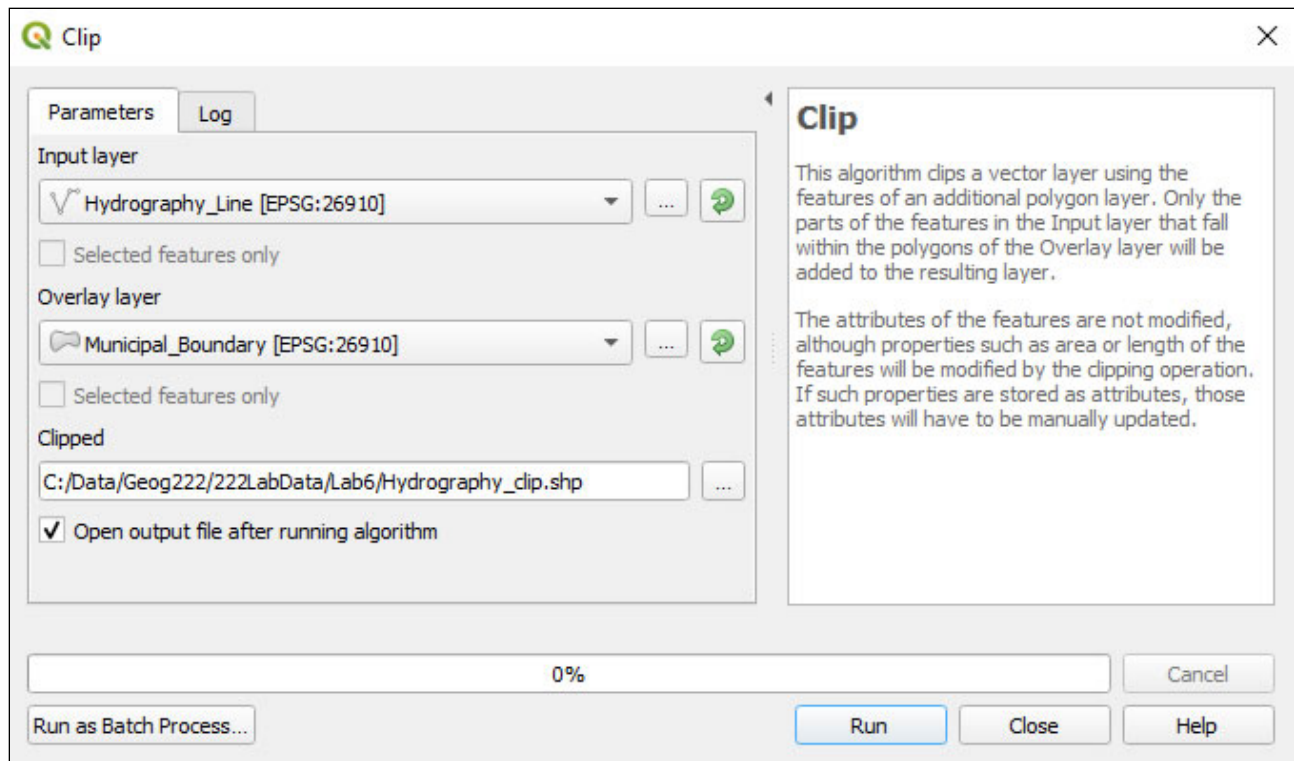 Clip
Parameters
Log
Input layer
Hydrography_Line [EPSG:26910]
...
Selected features only
Overlay layer
Municipal_Boundary [EPSG:26910]
...
Selected features only
Clipped
C:/Data/Geog222/222LabData/Lab6/Hydrography_clip.shp
...
Open output file after running algorithm
Clip
This algorithm clips a vector layer using the
features of an additional polygon layer. Only the
parts of the features in the Input layer that fall
within the polygons of the Overlay layer will be
added to the resulting layer.
The attributes of the features are not modified,
although properties such as area or length of the
features will be modified by the clipping operation.
If such properties are stored as attributes, those
attributes will have to be manually updated.
0%
Cancel
Run as Batch Process...
Run
Close
Help